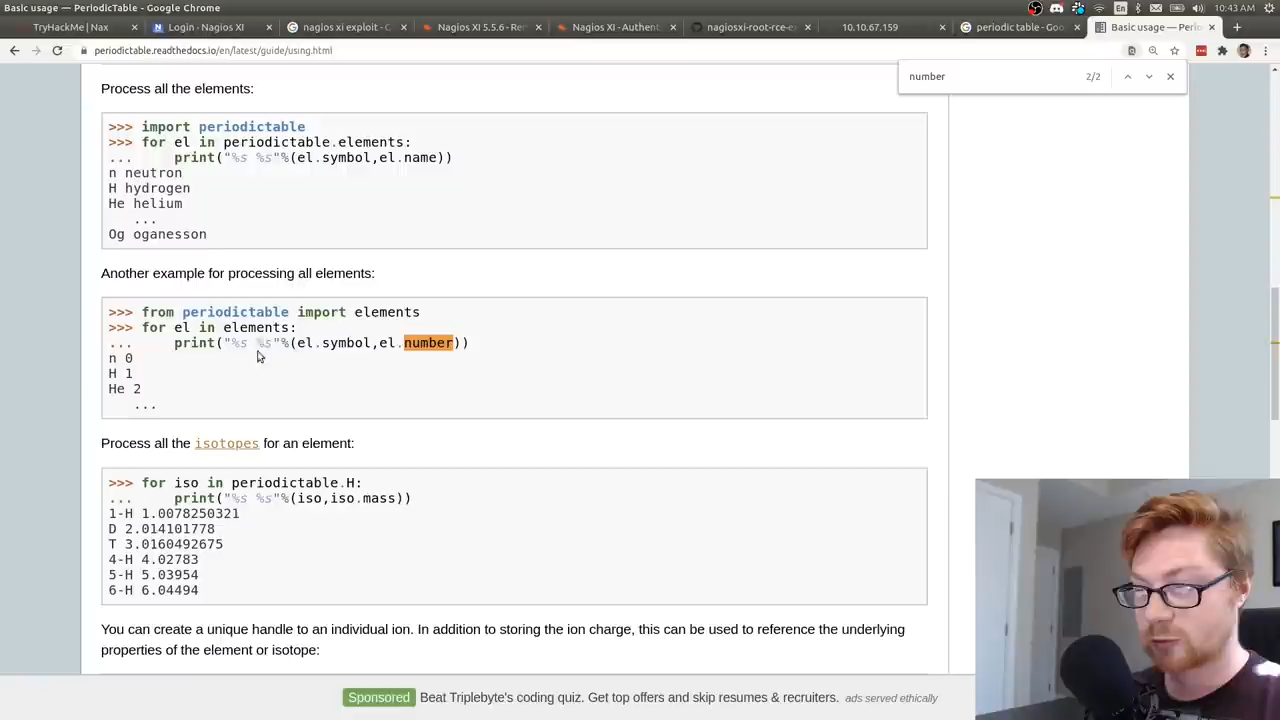 Basic usage — PeriodicTable - Google Chrome
En
10:43 AM
TryHackMe | Nax
Login · Nagios XI
nagios xi exploit - G
Nagios XI 5.5.6 - Re
Nagios XI - Authent
nagiosxi-root-rce-e
10.10.67.159
periodic table - Goo
Basic usage — Perio
periodictable.readthedocs.io/en/latest/guide/using.html
number
2/2
Process all the elements:
>>> import periodictable
>>> for el in periodictable.elements:
...     print("%s %s"%(el.symbol,el.name))
n neutron
H hydrogen
He helium
   ...
Og oganesson
Another example for processing all elements:
>>> from periodictable import elements
>>> for el in elements:
...     print("%s %s"%(el.symbol,el.number))
n 0
H 1
He 2
   ...
Process all the isotopes for an element:
>>> for iso in periodictable.H:
...     print("%s %s"%(iso,iso.mass))
1-H 1.0078250321
D 2.014101778
T 3.0160492675
4-H 4.02783
5-H 5.03954
6-H 6.04494
You can create a unique handle to an individual ion. In addition to storing the ion charge, this can be used to reference the underlying
properties of the element or isotope:
Sponsored Beat Triplebyte's coding quiz. Get top offers and skip resumes & recruiters. ads served ethically